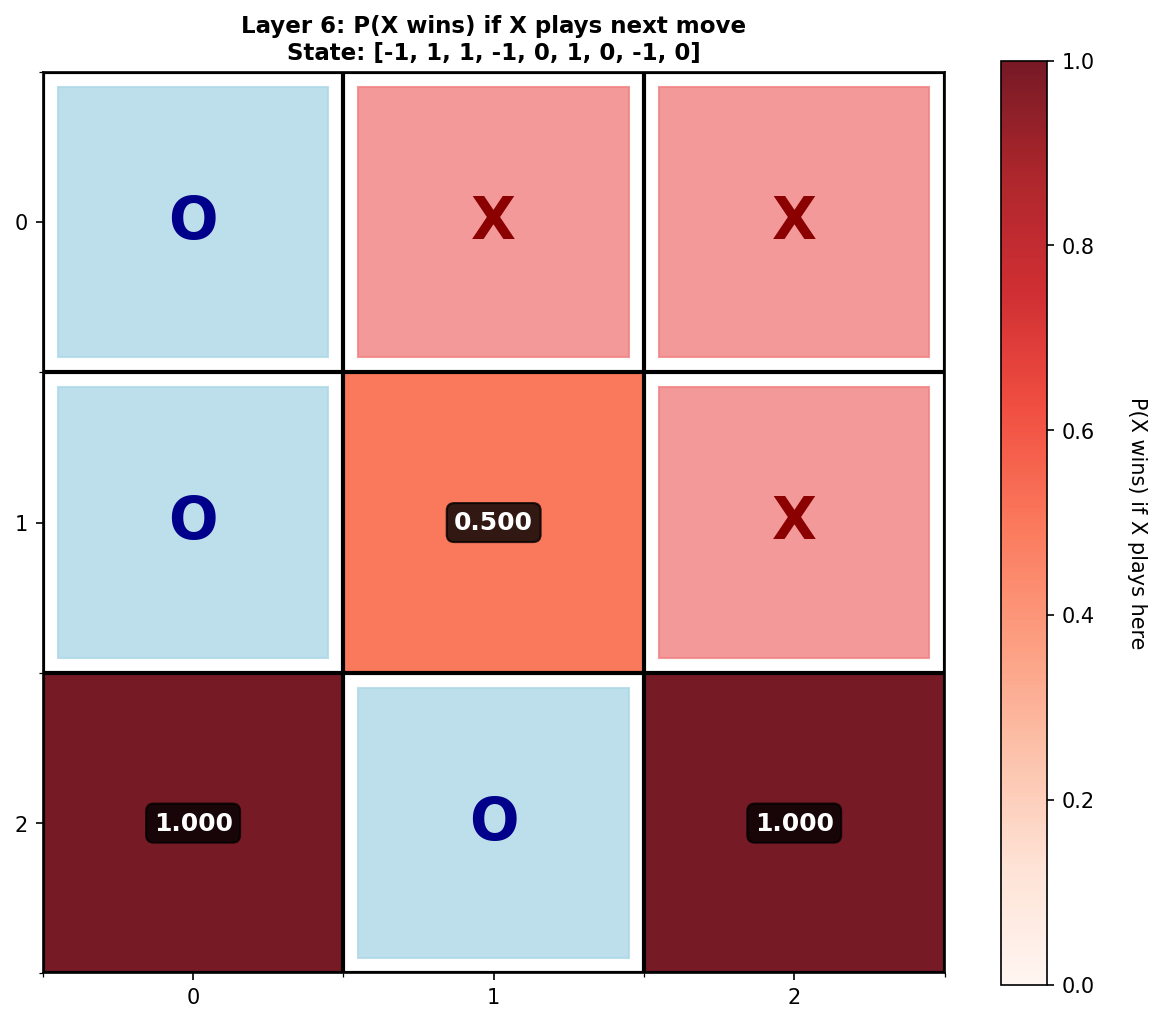 Layer 6: P(X wins) if X plays next move
State: [-1, 1, 1, -1, 0, 1, 0, -1, 0]
O
X
X
0
O
0.500
X
1
1.000
O
1.000
2
0
1
2
1.0
0.8
0.6
0.4
0.2
0.0
P(X wins) if X plays here